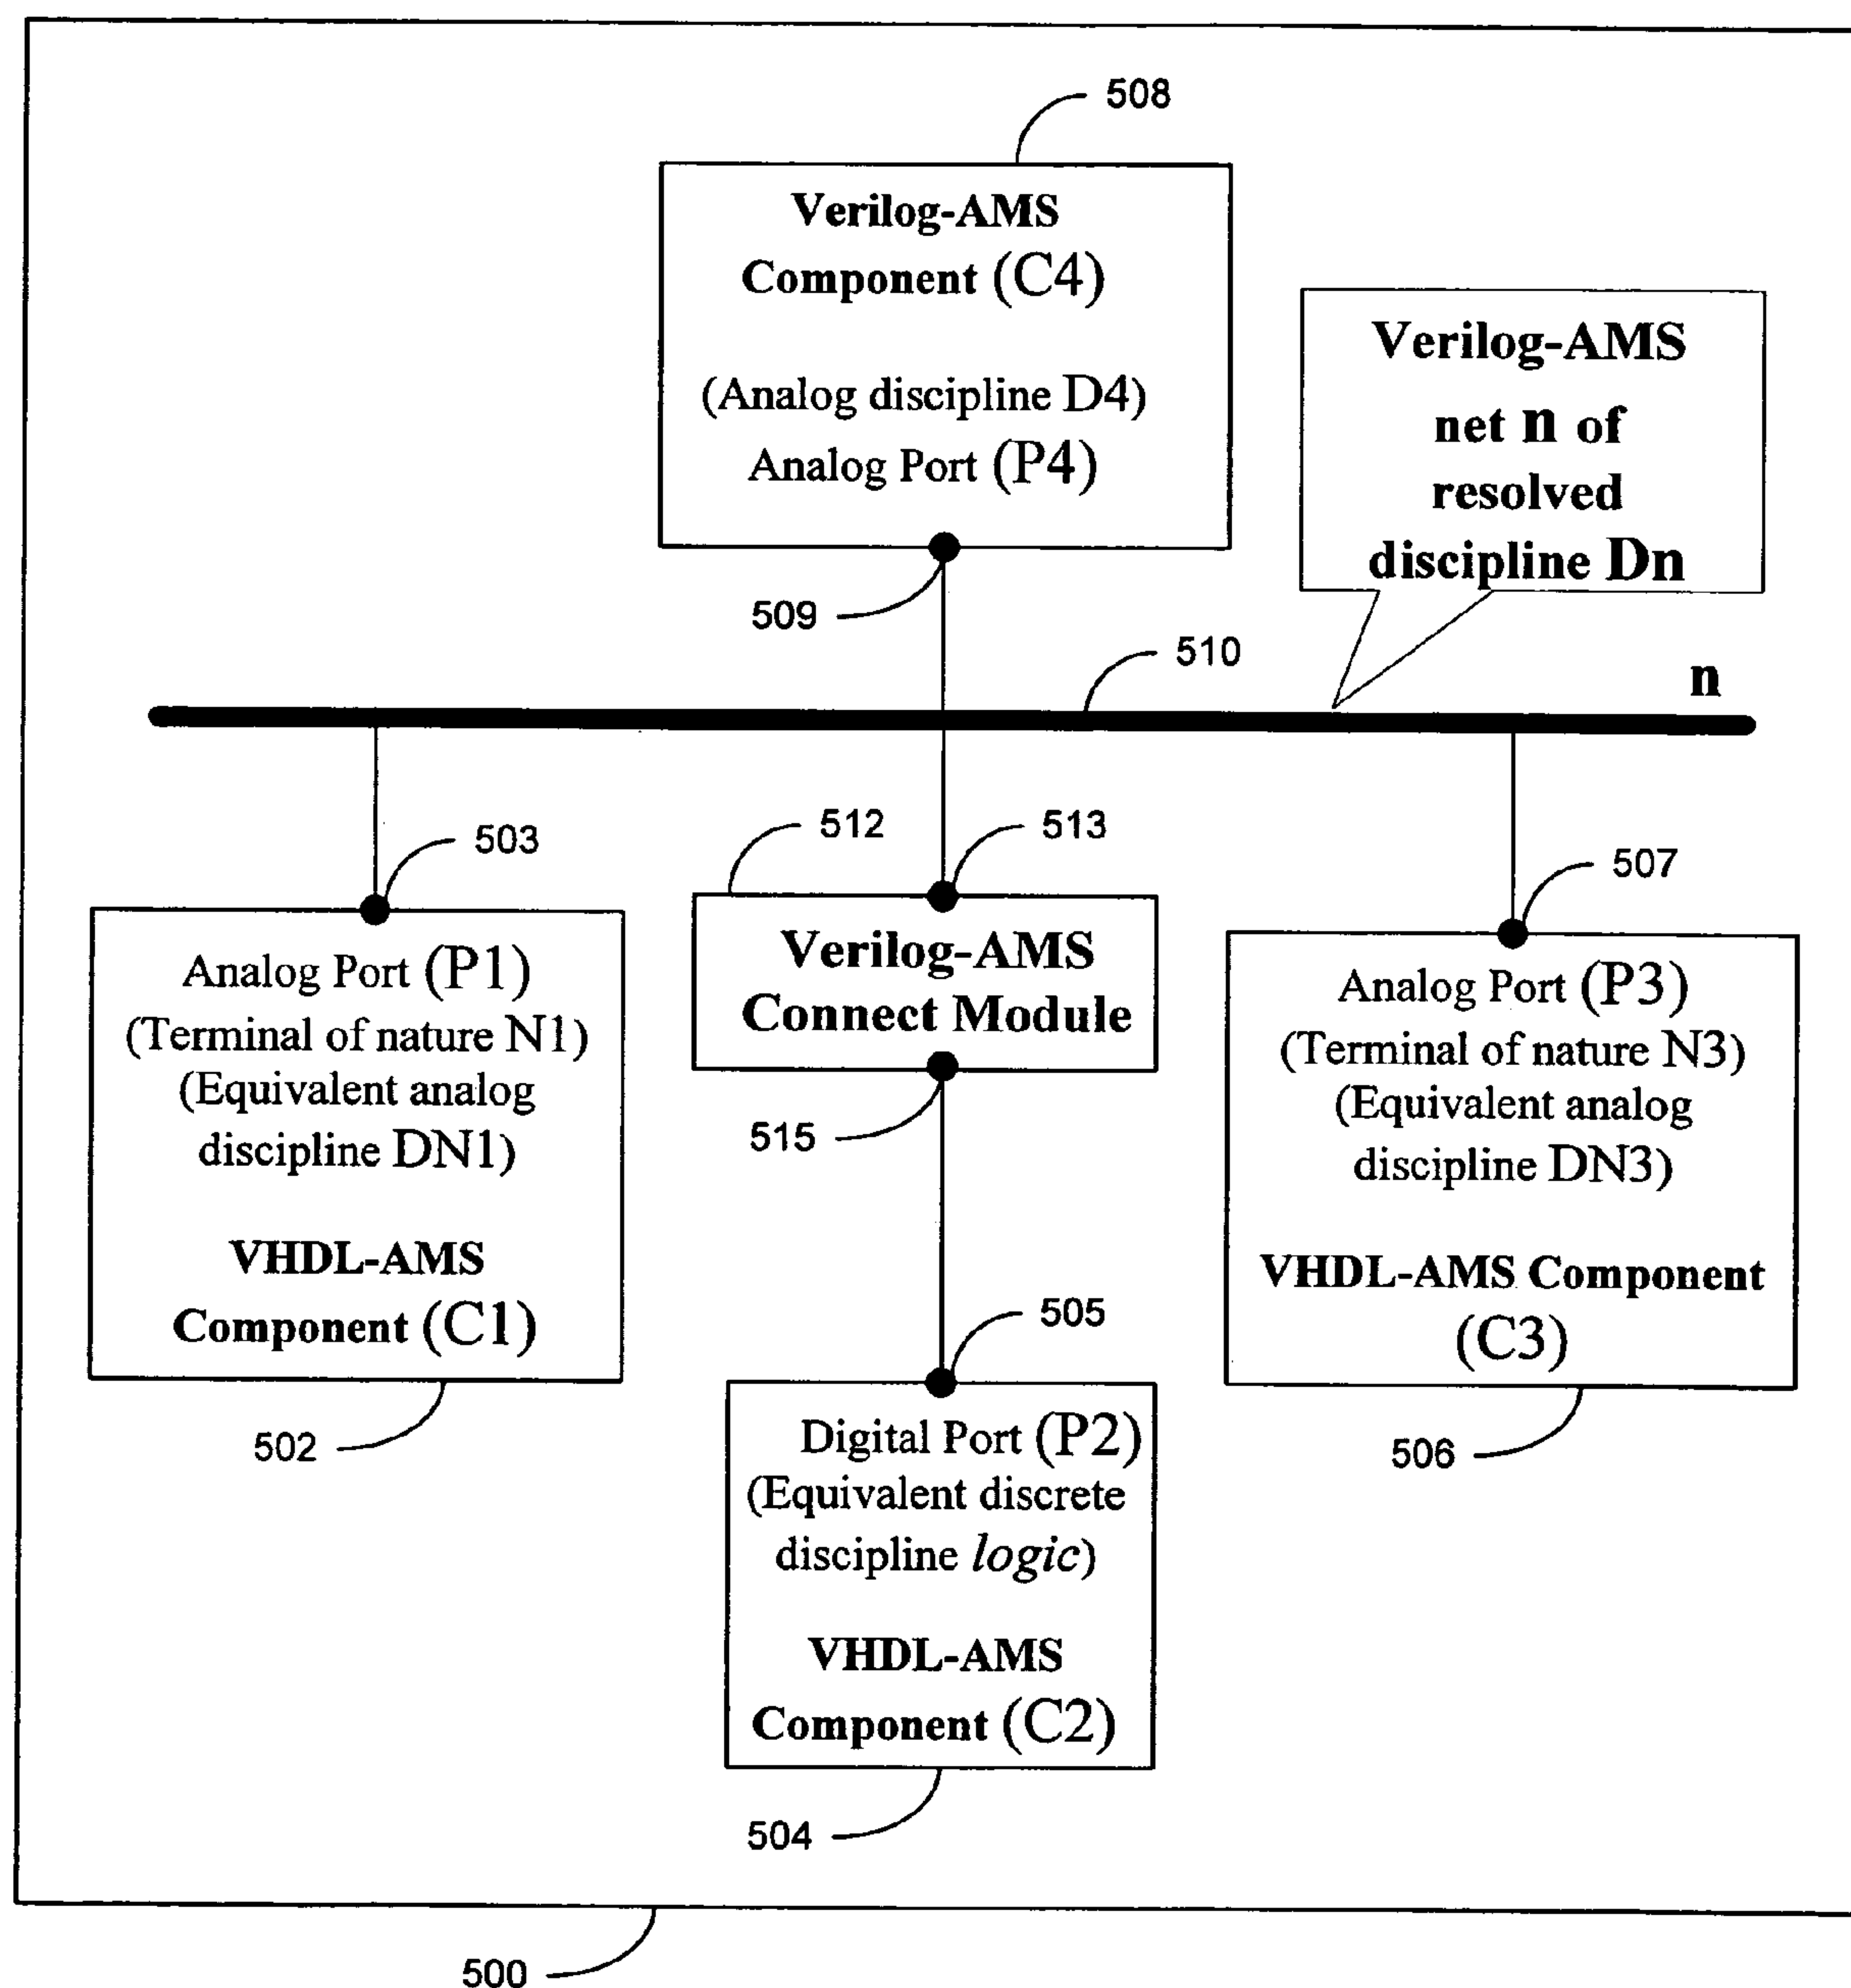 508
Verilog-AMS
Component (C4)
(Analog discipline D4)
Analog Port (P4)
509
Verilog-AMS
net n of
resolved
discipline Dn
510
n
503
512
513
507
Analog Port (P1)
(Terminal of nature N1)
(Equivalent analog
discipline DN1)
VHDL-AMS
Component (C1)
502
Verilog-AMS
Connect Module
515
Analog Port (P3)
(Terminal of nature N3)
(Equivalent analog
discipline DN3)
VHDL-AMS Component
(C3)
506
505
Digital Port (P2)
(Equivalent discrete
discipline logic)
VHDL-AMS
Component (C2)
504
500